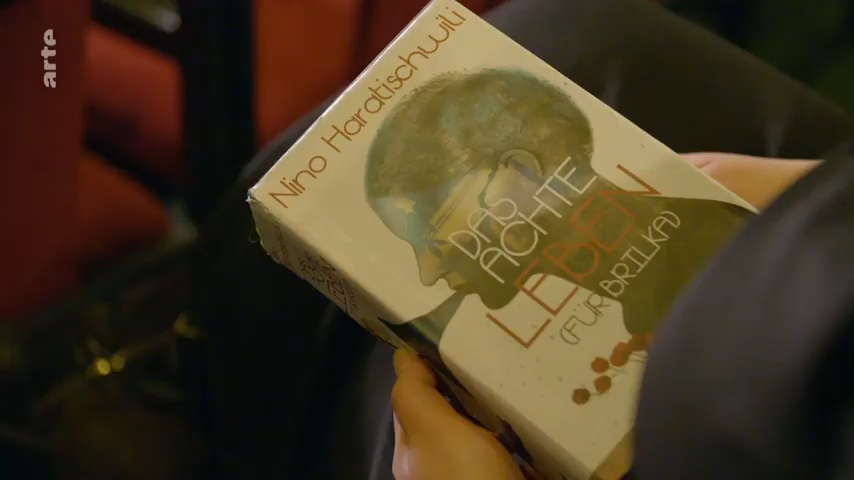 arte
Nino Haratischwili
DAS
ACHTE
LEBEN
(FÜR BRILKA)